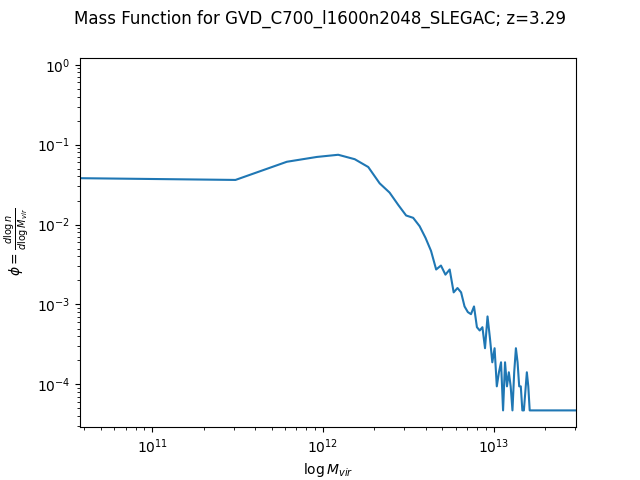 Mass Function for GVD_C700_l1600n2048_SLEGAC; z=3.29
10⁰
10⁻¹
10⁻²
10⁻³
10⁻⁴
ϕ = d log n / d log M_vir
10¹¹ 10¹² 10¹³
log M_vir